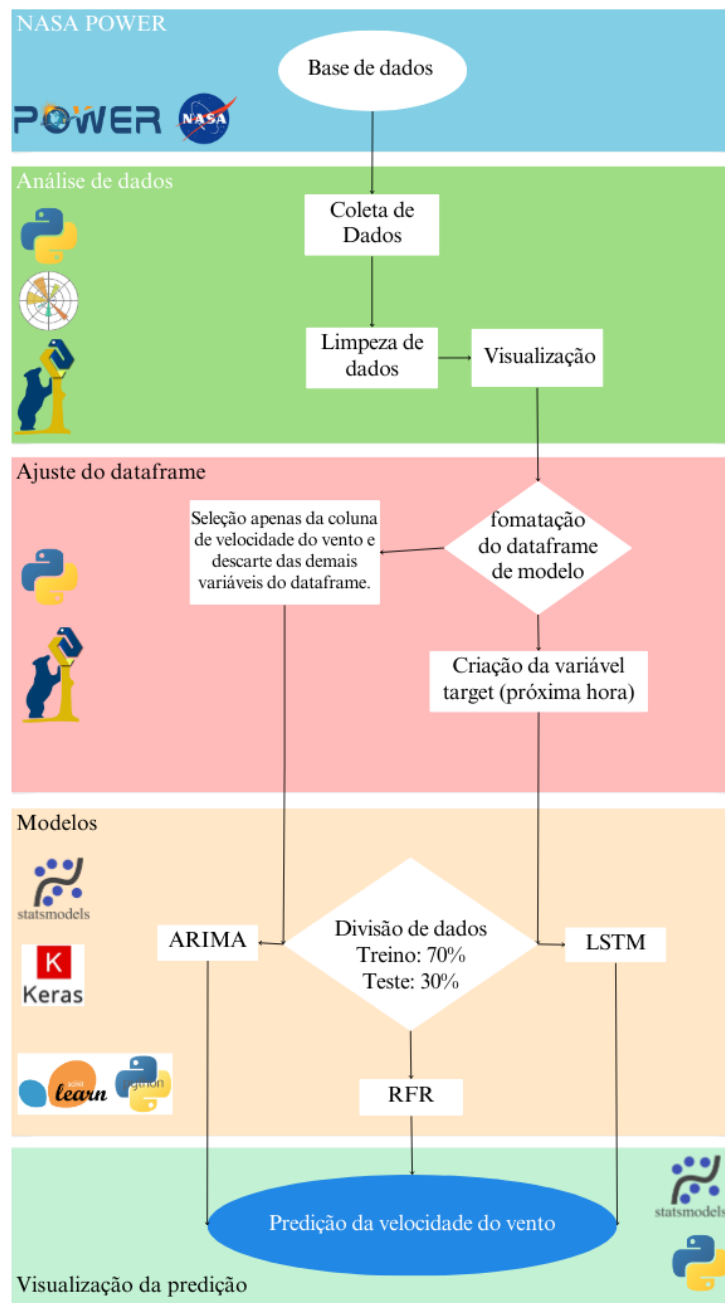 NASA POWER
Base de dados
POWER
NASA
Análise de dados
Coleta de
Dados
Limpeza de
dados
Visualização
Ajuste do dataframe
Seleção apenas da coluna
de velocidade do vento e
descarte das demais
variáveis do dataframe.
fomatação
do dataframe
de modelo
Criação da variável
target (próxima hora)
Modelos
statsmodels
K
Keras
ARIMA
Divisão de dados
Treino: 70%
Teste: 30%
LSTM
learn
python
RFR
Predição da velocidade do vento
statsmodels
Visualização da predição